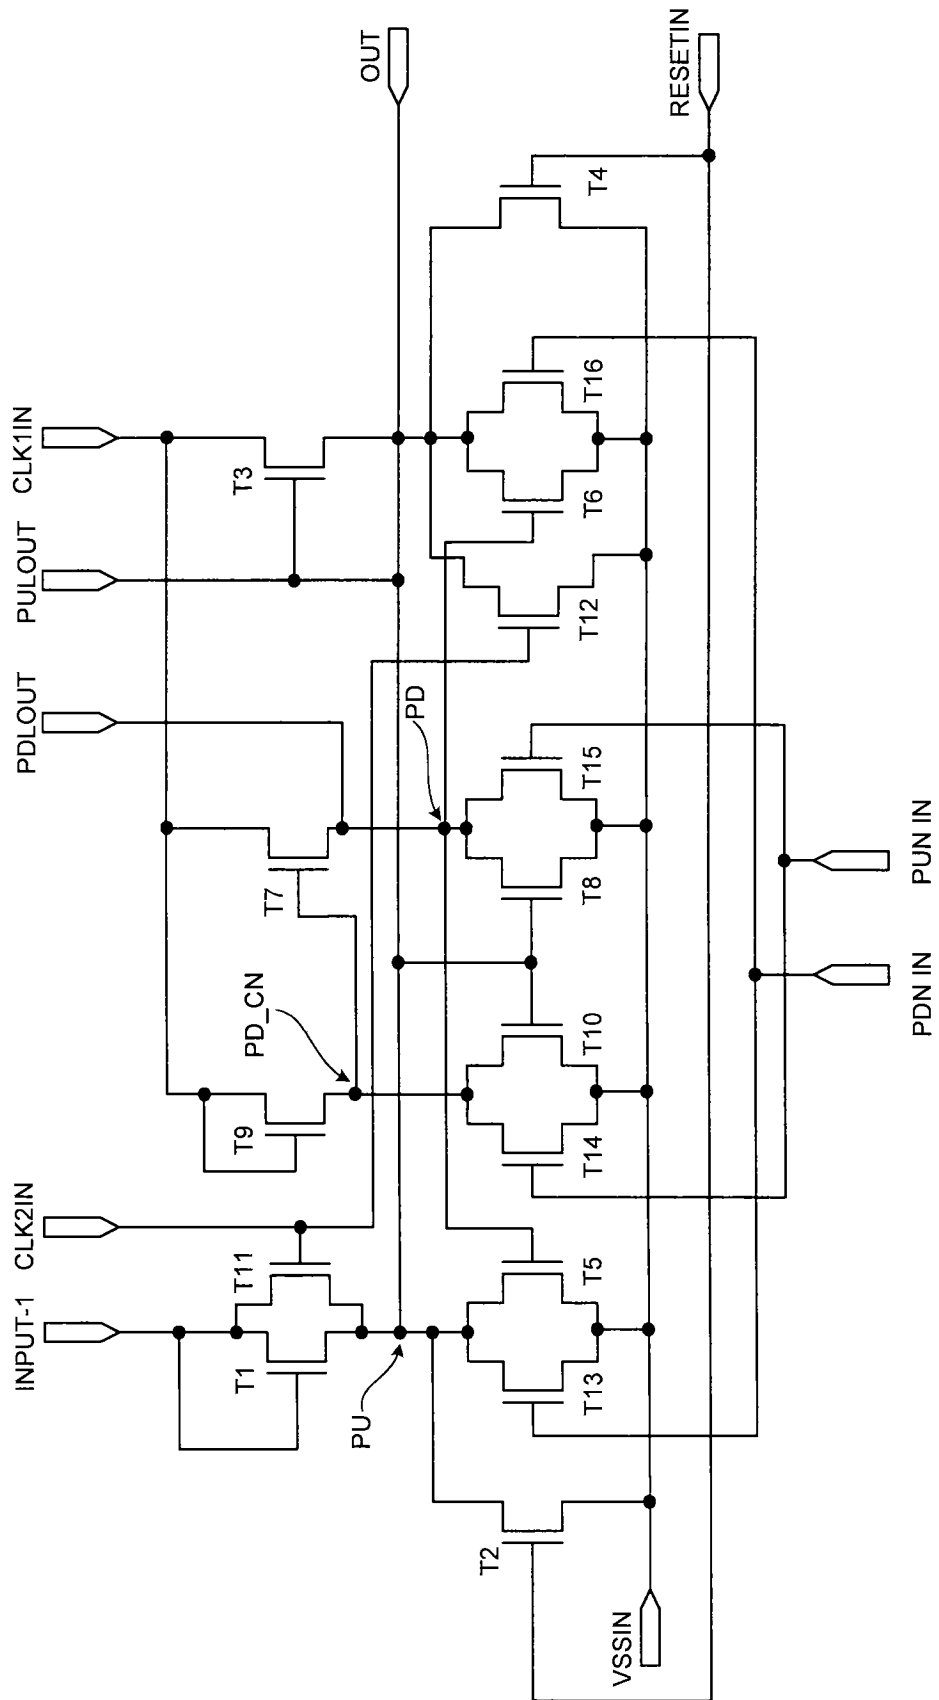 INPUT-1
CLK2IN
PDLOUT
PULOUT
CLK1IN
OUT
T1
T11
T9
T7
T3
PU
PD_CN
PD
T2
T13
T5
T14
T10
T8
T15
T12
T6
T16
T4
VSSIN
RESETIN
PDN IN
PUN IN